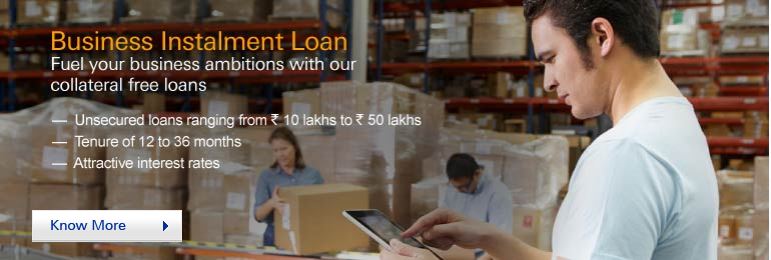 Business Instalment Loan
Fuel your business ambitions with our
collateral free loans
— Unsecured loans ranging from ₹ 10 lakhs to ₹ 50 lakhs
— Tenure of 12 to 36 months
— Attractive interest rates
Know More